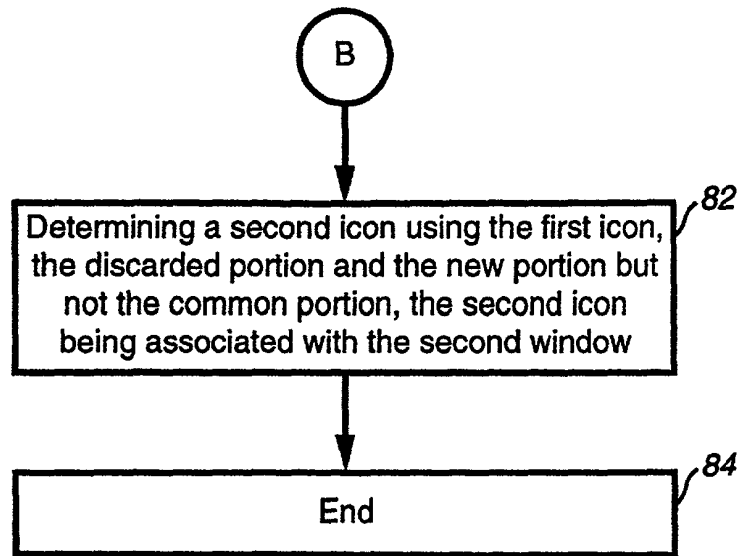 B
82
Determining a second icon using the first icon,
the discarded portion and the new portion but
not the common portion, the second icon
being associated with the second window
84
End